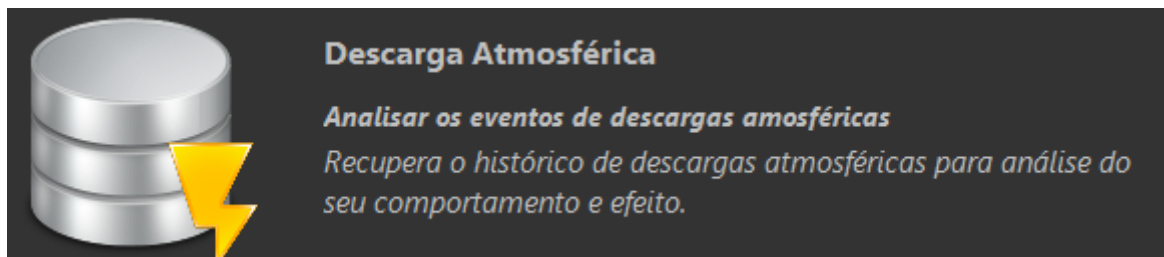 Descarga Atmosférica
Analisar os eventos de descargas amosféricas
Recupera o histórico de descargas atmosféricas para análise do
seu comportamento e efeito.